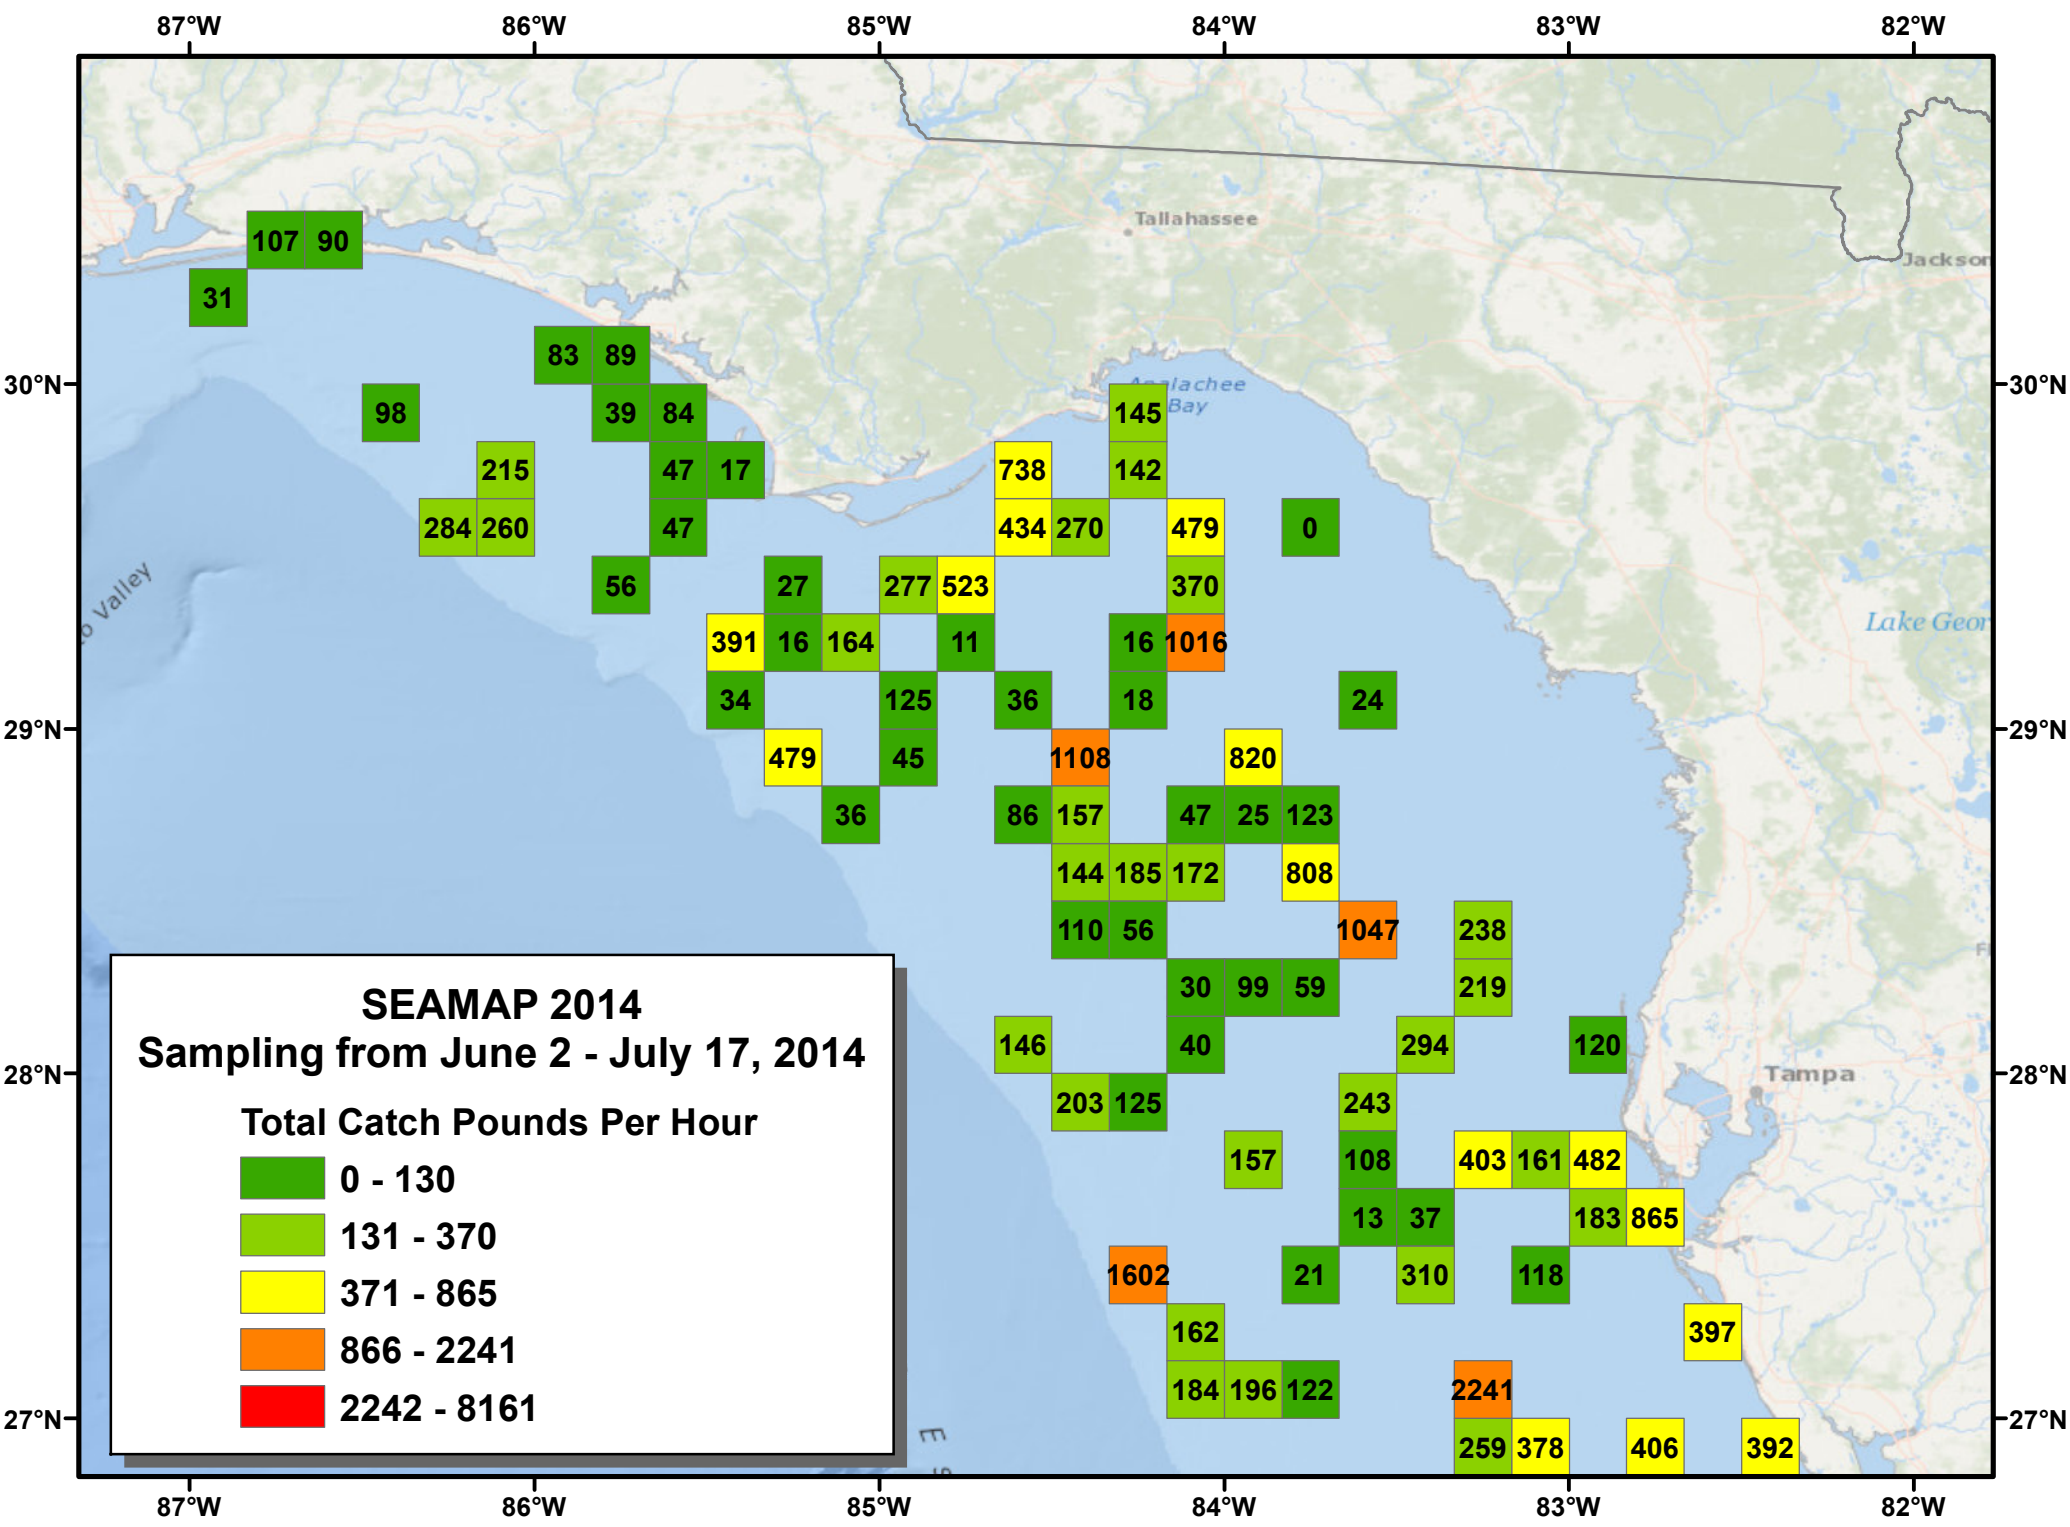 87°W 86°W 85°W 84°W 83°W 82°W
Tallahassee
107 90
Jackson
31
83 89
30°N 30°N
Apalachee
Bay
98 39 84 145
215 47 17 738 142
284 260 47 434 270 479 0
56 27 277 523 370
o Valley
Lake Geor
391 16 164 11 16 1016
34 125 36 18 24
29°N 29°N
479 45 1108 820
36 86 157 47 25 123
144 185 172 808
110 56 1047 238
30 99 59 219
146 40 294 120
28°N 28°N
Tampa
203 125 243
157 108 403 161 482
13 37 183 865
1602 21 310 118
162 397
184 196 122 2241
27°N 27°N
259 378 406 392
SEAMAP 2014
Sampling from June 2 - July 17, 2014
Total Catch Pounds Per Hour
0 - 130
131 - 370
371 - 865
866 - 2241
2242 - 8161
E
87°W 86°W 85°W 84°W 83°W 82°W